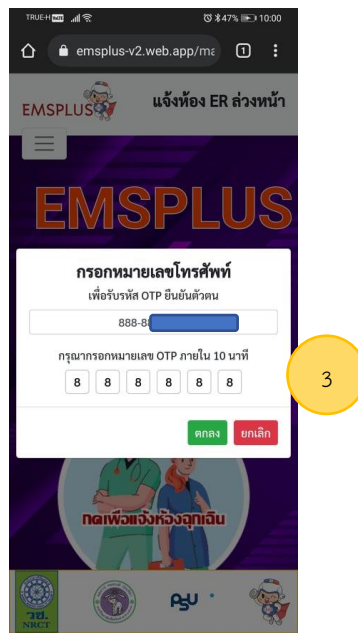 TRUE-H 47% 10:00
emsplus-v2.web.app/ma 1
EMSPLUS แจ้งห้อง ER ล่วงหน้า
EMSPLUS
กรอกหมายเลขโทรศัพท์
เพื่อรับรหัส OTP ยืนยันตัวตน
888-8
กรุณากรอกหมายเลข OTP ภายใน 10 นาที
8 8 8 8 8 8
3
ตกลง ยกเลิก
กดเพื่อแจ้งห้องฉุกเฉิน
วช.
NRCT
PSU